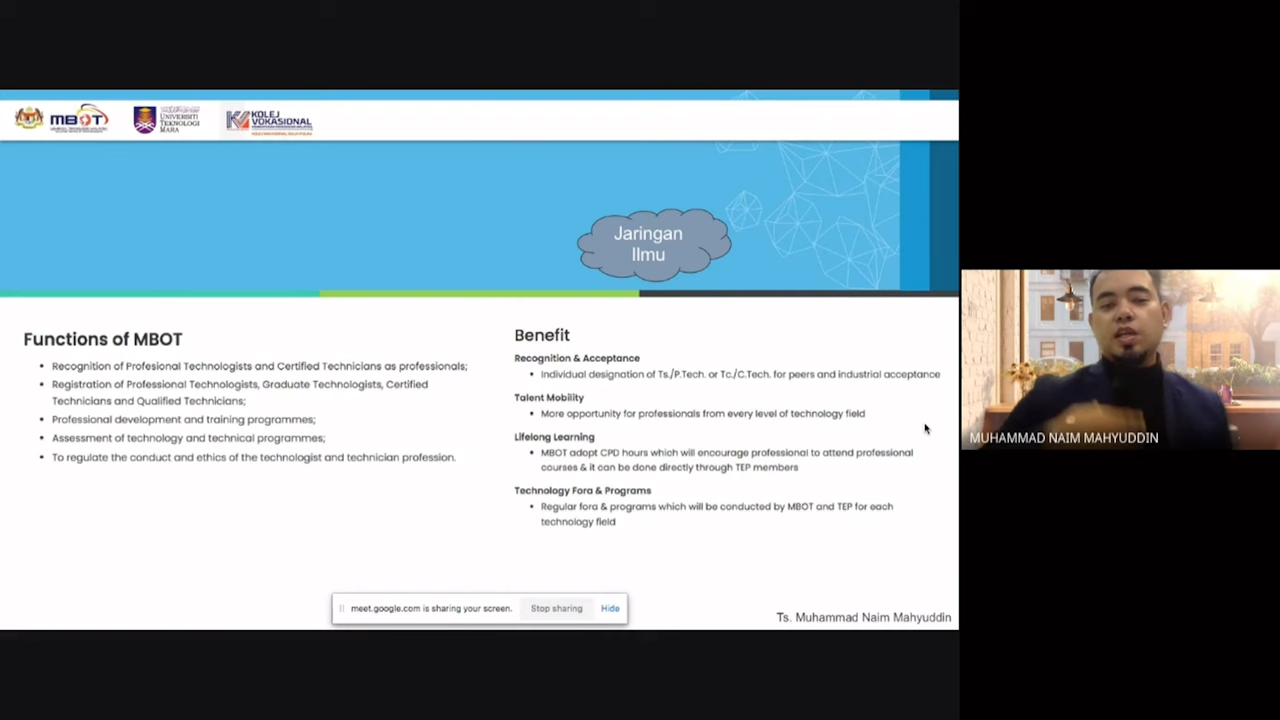 MBOT
UNIVERSITI
TEKNOLOGI
MARA
KOLEJ
VOKASIONAL
Jaringan
Ilmu
Functions of MBOT
• Recognition of Profesional Technologists and Certified Technicians as professionals;
• Registration of Professional Technologists, Graduate Technologists, Certified
Technicians and Qualified Technicians;
• Professional development and training programmes;
• Assessment of technology and technical programmes;
• To regulate the conduct and ethics of the technologist and technician profession.
Benefit
Recognition & Acceptance
• Individual designation of Ts./P.Tech. or Tc./C.Tech. for peers and industrial acceptance
Talent Mobility
• More opportunity for professionals from every level of technology field
Lifelong Learning
• MBOT adopt CPD hours which will encourage professional to attend professional
courses & it can be done directly through TEP members
Technology Fora & Programs
• Regular fora & programs which will be conducted by MBOT and TEP for each
technology field
meet.google.com is sharing your screen. Stop sharing Hide
Ts. Muhammad Naim Mahyuddin
MUHAMMAD NAIM MAHYUDDIN